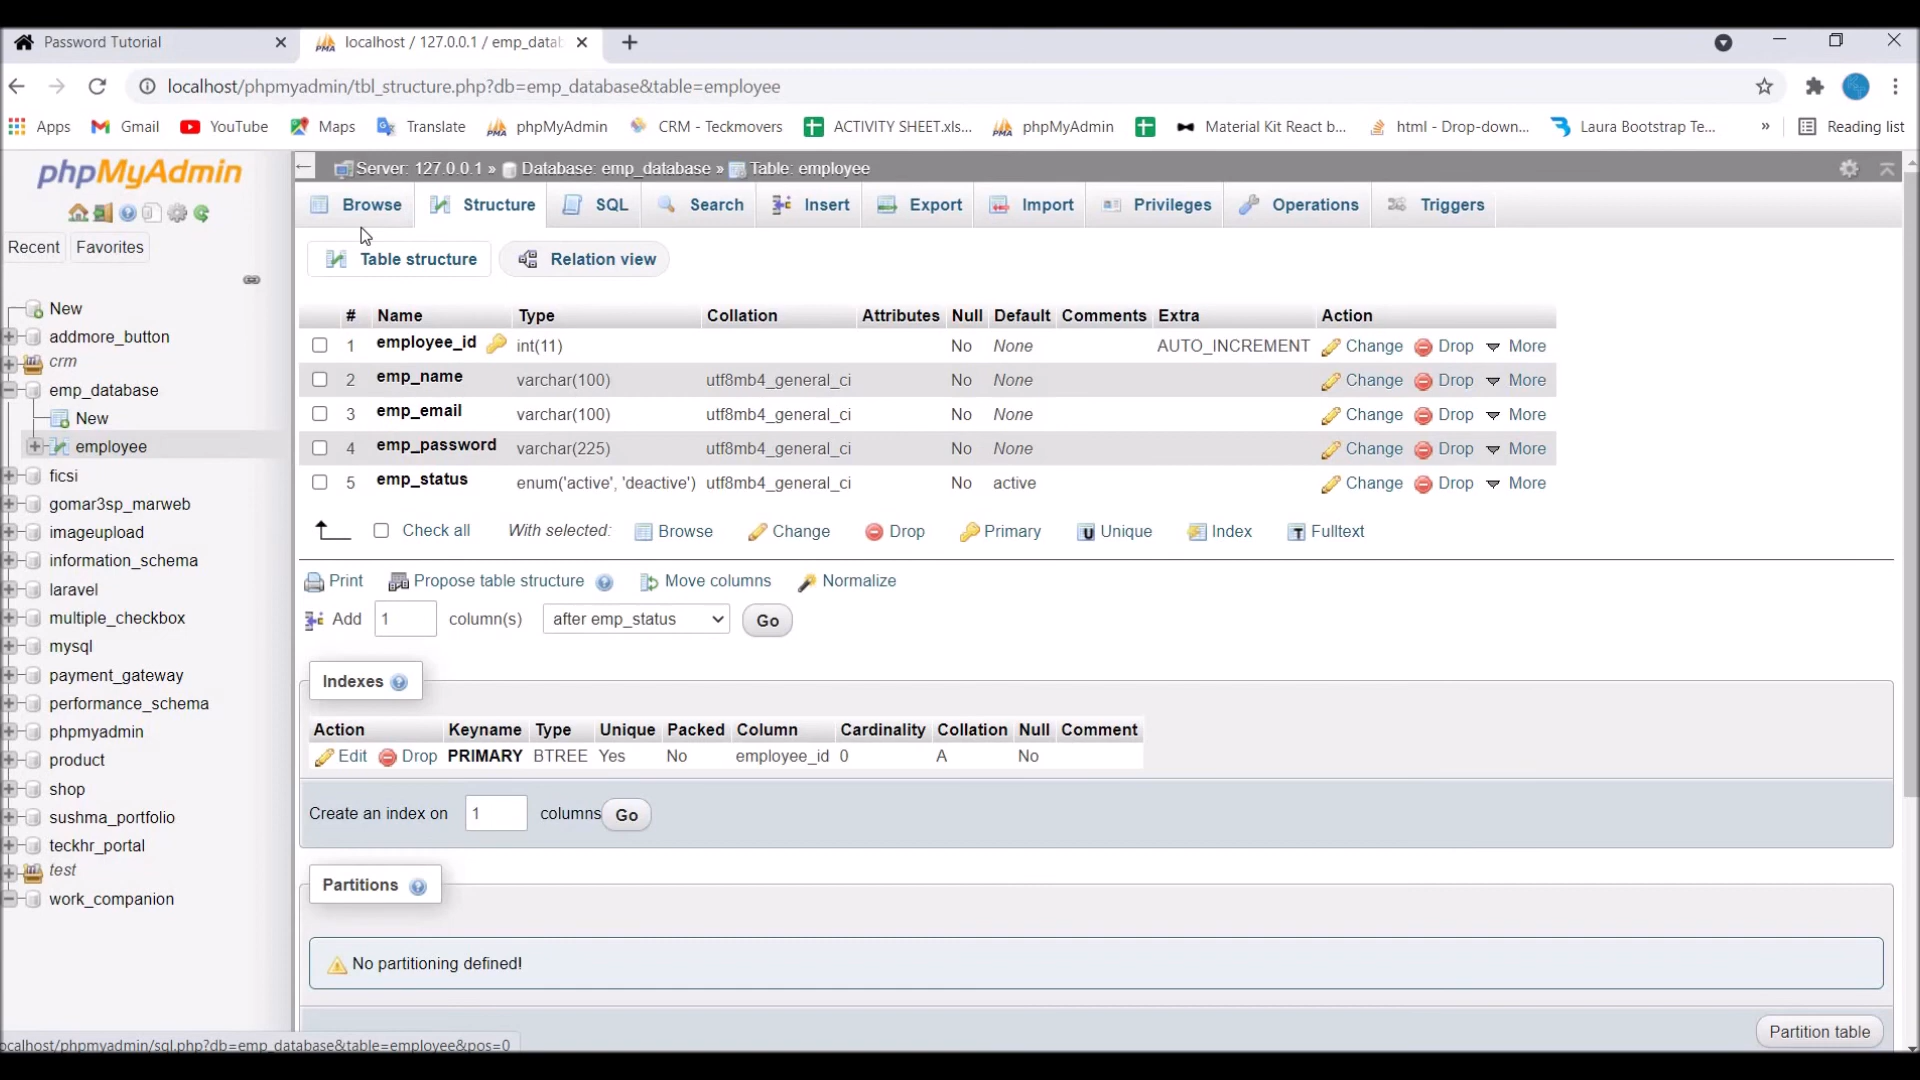 Password Tutorial
localhost / 127.0.0.1 / emp_datab
localhost/phpmyadmin/tbl_structure.php?db=emp_database&table=employee
Apps Gmail YouTube Maps Translate phpMyAdmin CRM - Teckmovers ACTIVITY SHEET.xls... phpMyAdmin Material Kit React b... html - Drop-down... Laura Bootstrap Te... » Reading list
phpMyAdmin
Recent Favorites
New
addmore_button
crm
emp_database
New
employee
ficsi
gomar3sp_marweb
imageupload
information_schema
laravel
multiple_checkbox
mysql
payment_gateway
performance_schema
phpmyadmin
product
shop
sushma_portfolio
teckhr_portal
test
work_companion
Server: 127.0.0.1 » Database: emp_database » Table: employee
Browse Structure SQL Search Insert Export Import Privileges Operations Triggers
Table structure Relation view
# Name Type Collation Attributes Null Default Comments Extra Action
1 employee_id int(11) No None AUTO_INCREMENT Change Drop More
2 emp_name varchar(100) utf8mb4_general_ci No None Change Drop More
3 emp_email varchar(100) utf8mb4_general_ci No None Change Drop More
4 emp_password varchar(225) utf8mb4_general_ci No None Change Drop More
5 emp_status enum('active', 'deactive') utf8mb4_general_ci No active Change Drop More
Check all With selected: Browse Change Drop Primary Unique Index Fulltext
Print Propose table structure Move columns Normalize
Add 1 column(s) after emp_status Go
Indexes
Action Keyname Type Unique Packed Column Cardinality Collation Null Comment
Edit Drop PRIMARY BTREE Yes No employee_id 0 A No
Create an index on 1 columns Go
Partitions
No partitioning defined!
Partition table
ocalhost/phpmyadmin/sql.php?db=emp_database&table=employee&pos=0